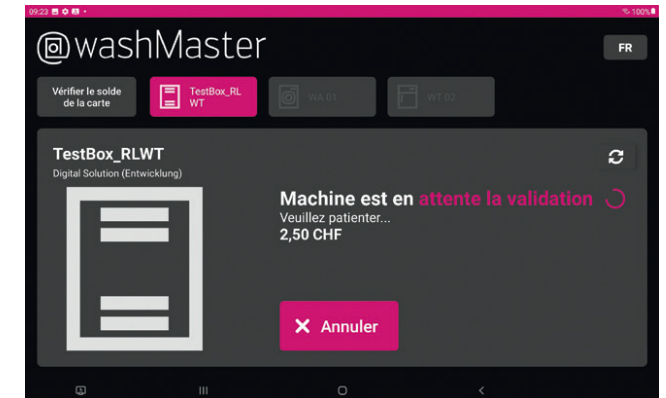 09:23
100%
@washMaster
FR
Vérifier le solde
de la carte
TestBox_RL
WT
WA 01
WT 02
TestBox_RLWT
Digital Solution (Entwicklung)
Machine est en attente la validation
Veuillez patienter...
2,50 CHF
Annuler